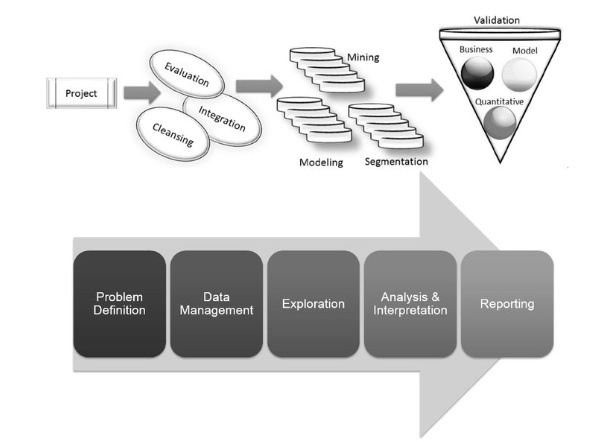 Validation
Business Model
Quantitative
Mining
Evaluation
Integration
Cleansing
Project
Modeling Segmentation
Problem
Definition
Data
Management
Exploration
Analysis &
Interpretation
Reporting